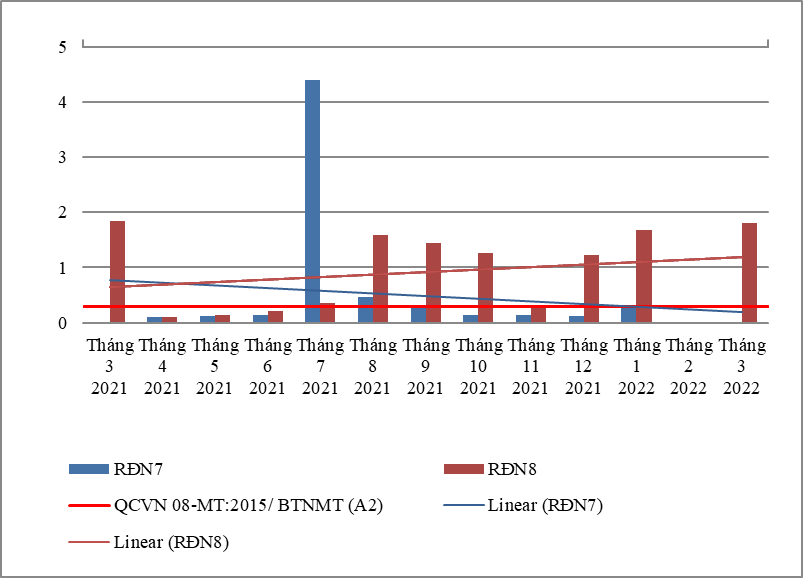 5
4
3
2
1
0
Tháng Tháng Tháng Tháng Tháng Tháng Tháng Tháng Tháng Tháng Tháng Tháng Tháng
3 4 5 6 7 8 9 10 11 12 1 2 3
2021 2021 2021 2021 2021 2021 2021 2021 2021 2021 2022 2022 2022
RĐN7 RĐN8
QCVN 08-MT:2015/ BTNMT (A2) Linear (RĐN7)
Linear (RĐN8)